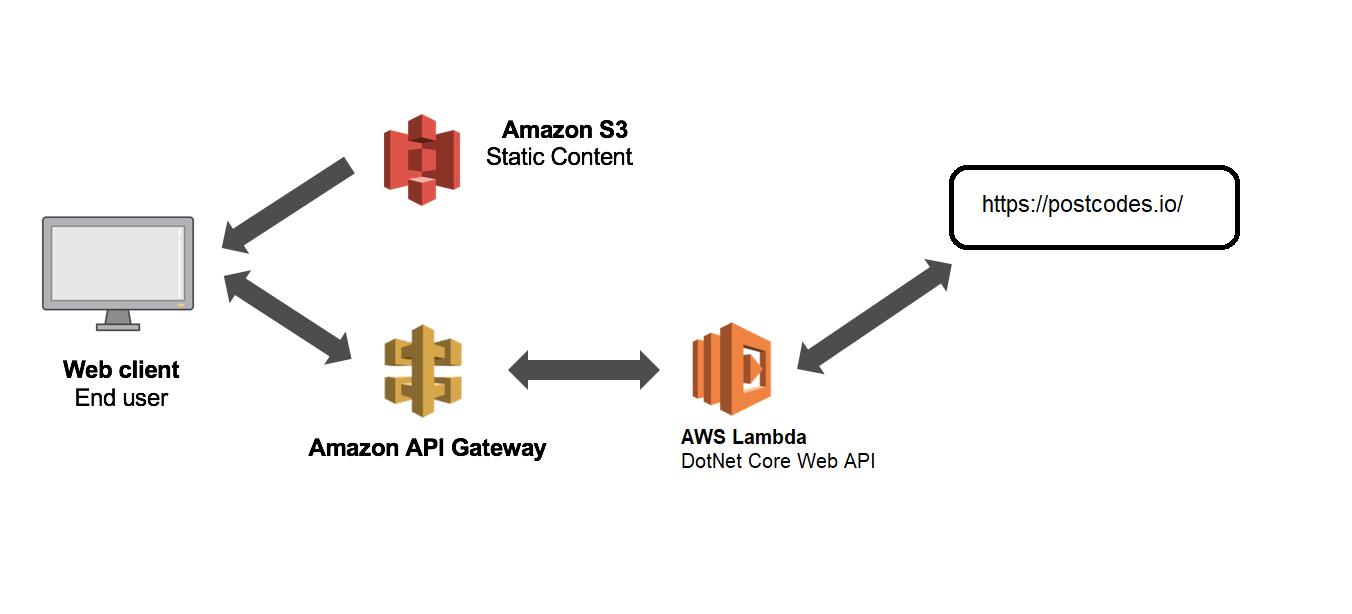 Amazon S3
Static Content
https://postcodes.io/
Web client
End user
Amazon API Gateway
AWS Lambda
DotNet Core Web API